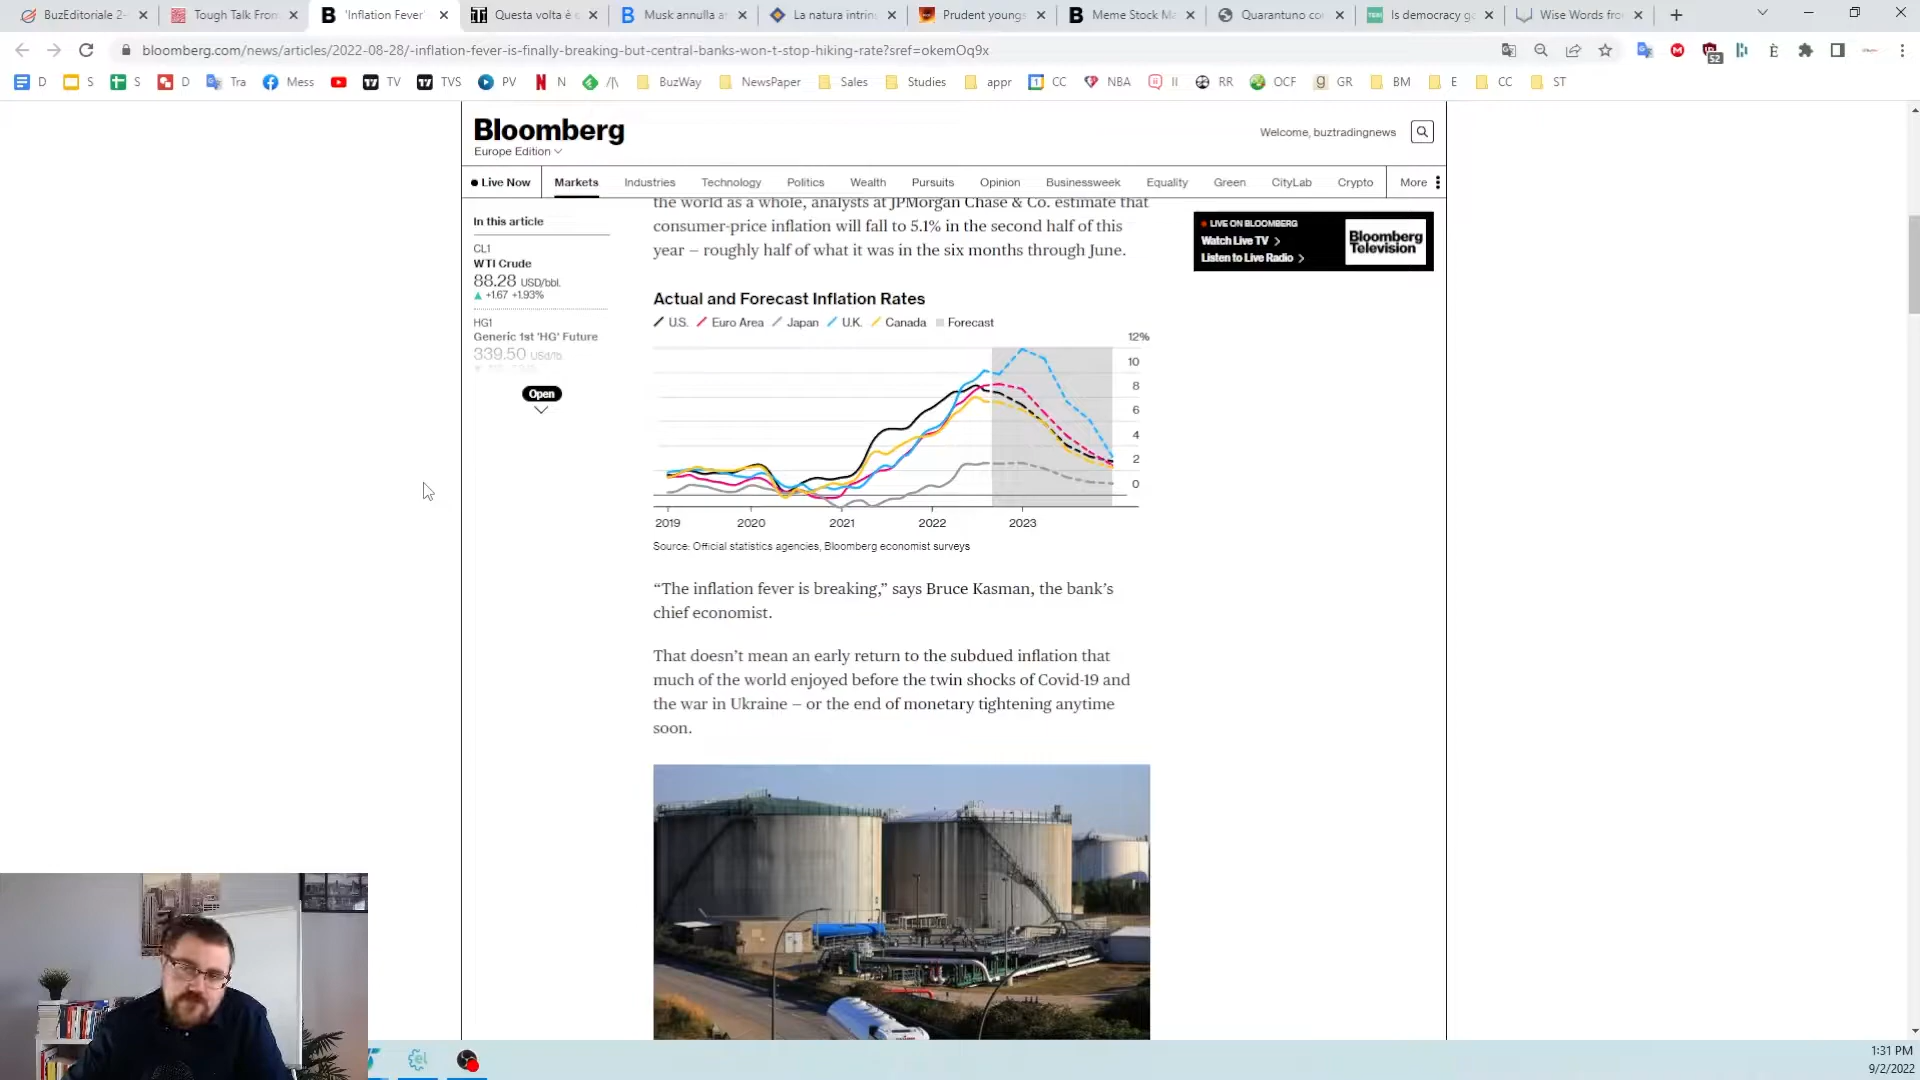 BuzEditoriale 2-
Tough Talk From
'Inflation Fever'
Questa volta è
Musk annulla
La natura intrin
Prudent youngs
Meme Stock M
Quarantuno co
Is democracy g
Wise Words fro
bloomberg.com/news/articles/2022-08-28/-inflation-fever-is-finally-breaking-but-central-banks-won-t-stop-hiking-rate?sref=okemOq9x
52
D S S D Tra Mess TV TVS PV N /|\ BuzWay NewsPaper Sales Studies appr CC NBA II RR OCF GR BM E CC ST
Bloomberg
Europe Edition
Welcome, buztradingnews
Live Now Markets Industries Technology Politics Wealth Pursuits Opinion Businessweek Equality Green CityLab Crypto More
In this article
CL1
WTI Crude
88.28 USD/bbl.
▲ +1.67 +1.93%
HG1
Generic 1st 'HG' Future
339.50 USd/lb.
Open
the world as a whole, analysts at JPMorgan Chase & Co. estimate that
consumer-price inflation will fall to 5.1% in the second half of this
year – roughly half of what it was in the six months through June.
LIVE ON BLOOMBERG
Watch Live TV >
Listen to Live Radio >
Bloomberg
Television
Actual and Forecast Inflation Rates
U.S. Euro Area Japan U.K. Canada Forecast
12%
10
8
6
4
2
0
2019 2020 2021 2022 2023
Source: Official statistics agencies, Bloomberg economist surveys
“The inflation fever is breaking,” says Bruce Kasman, the bank’s
chief economist.
That doesn’t mean an early return to the subdued inflation that
much of the world enjoyed before the twin shocks of Covid-19 and
the war in Ukraine – or the end of monetary tightening anytime
soon.
1:31 PM
9/2/2022